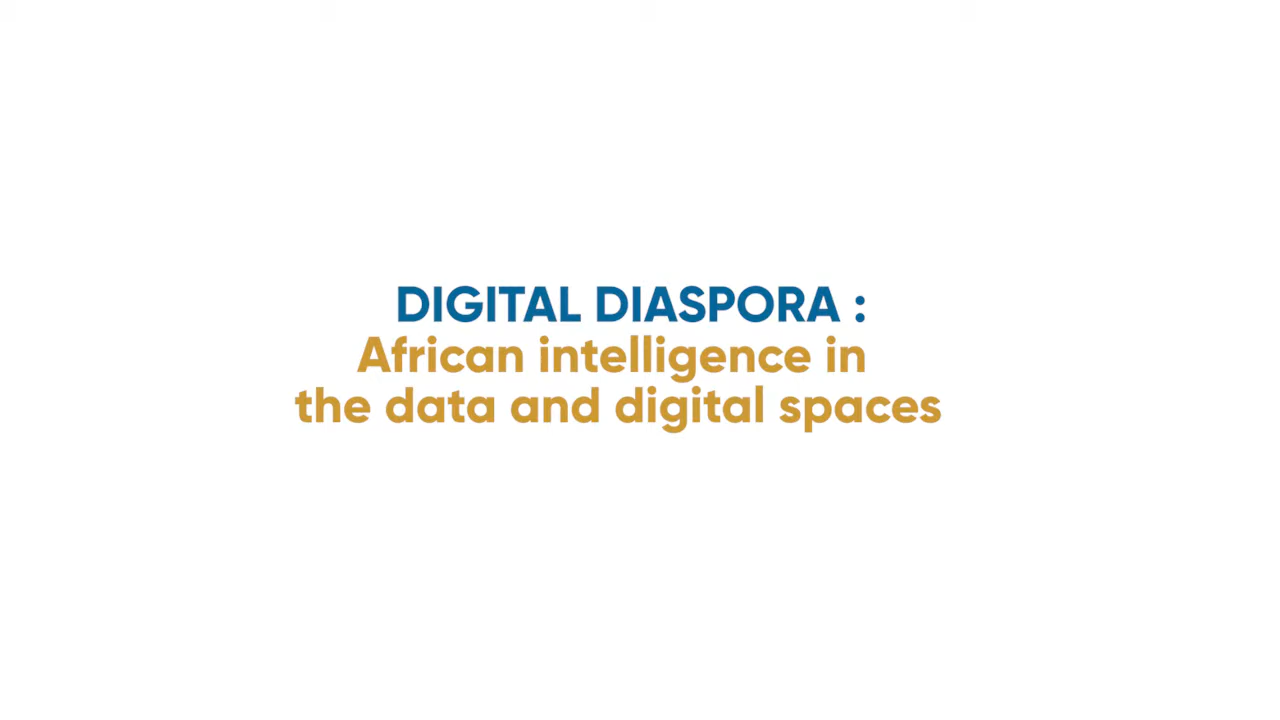 DIGITAL DIASPORA :
African intelligence in
the data and digital spaces